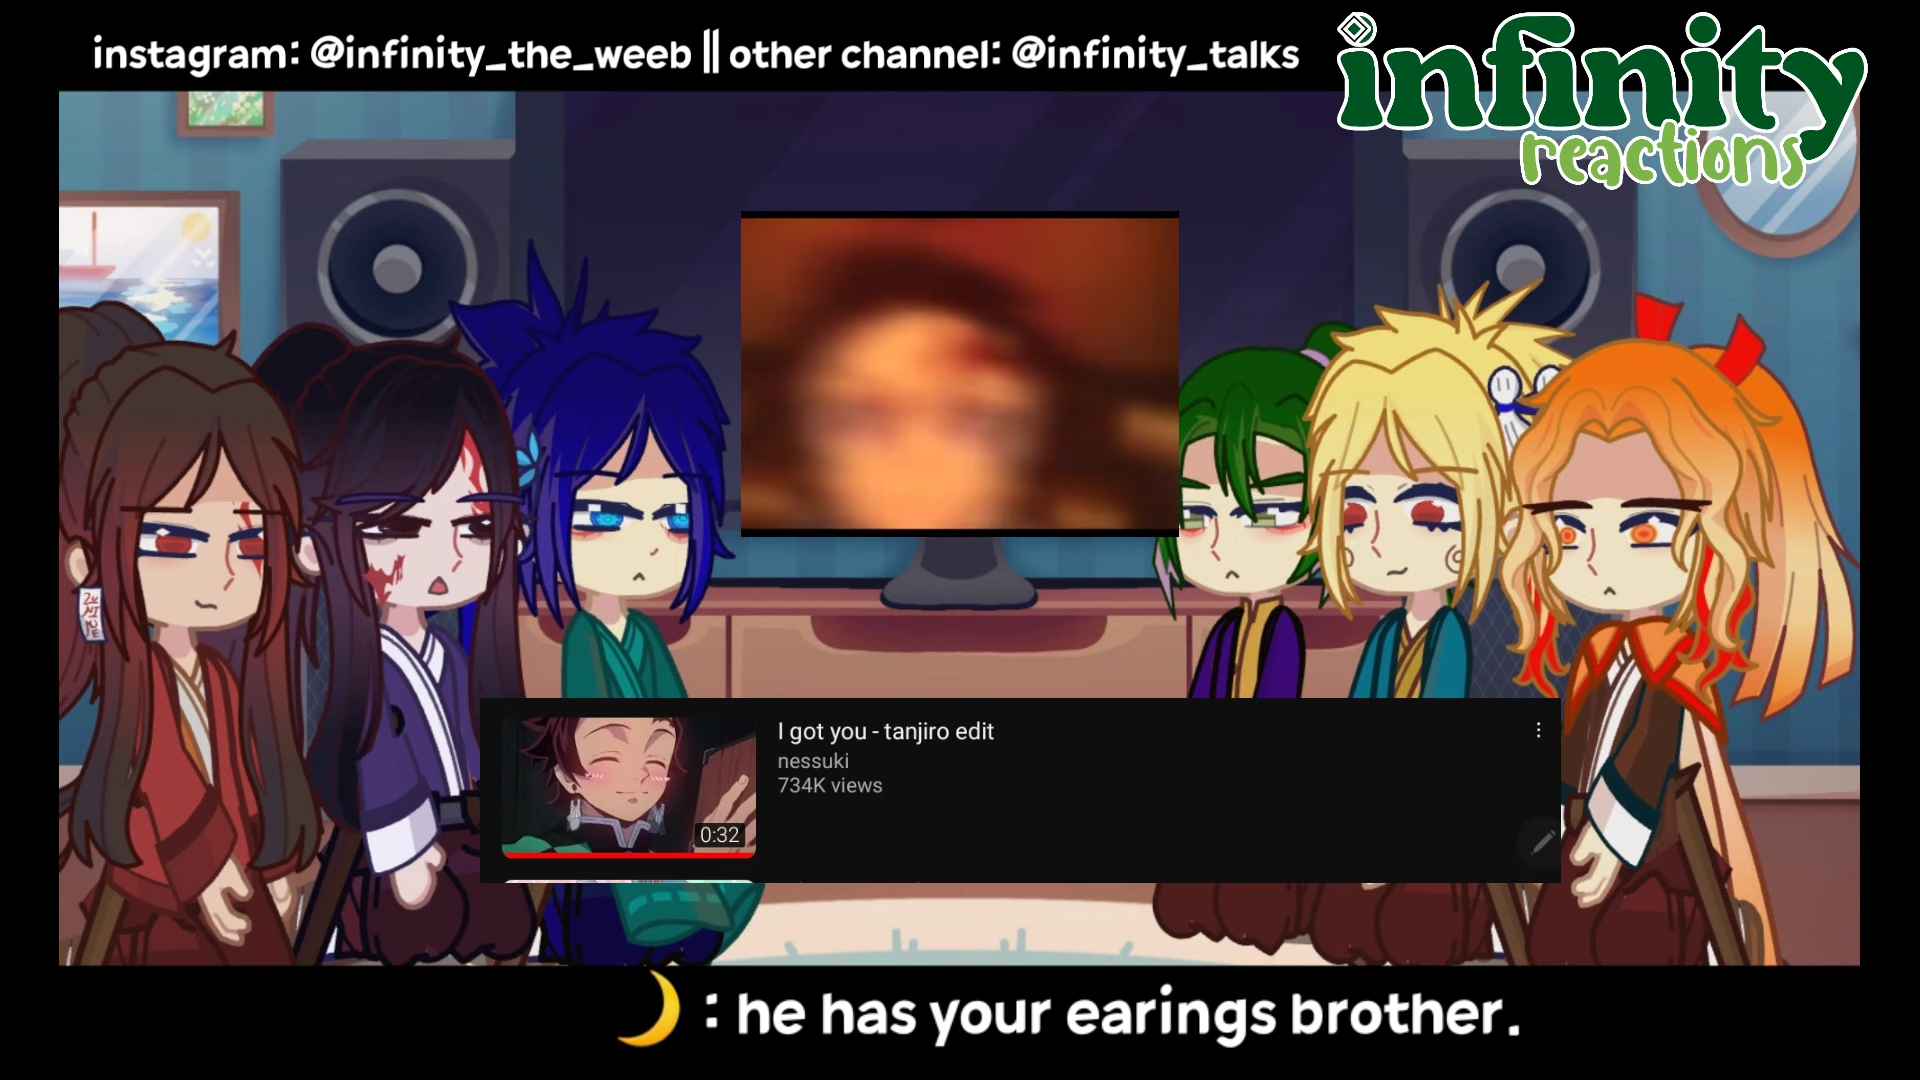 instagram: @infinity_the_weeb || other channel: @infinity_talks
infinity
reactions
I got you - tanjiro edit
nessuki
734K views
0:32
: he has your earings brother.